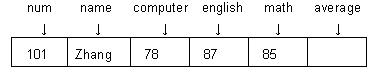 num name computer english math average
↓ ↓ ↓ ↓ ↓ ↓
101 Zhang 78 87 85